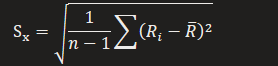 Sₓ = √(1/(n − 1) ∑(Rᵢ − R̄)²)